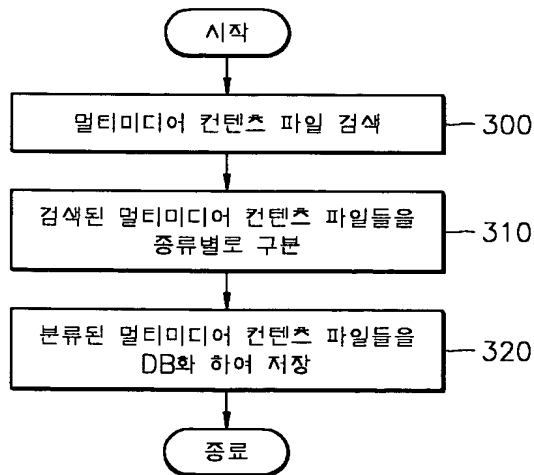 시작
멀티미디어 컨텐츠 파일 검색
300
검색된 멀티미디어 컨텐츠 파일들을
종류별로 구분
310
분류된 멀티미디어 컨텐츠 파일들을
DB화 하여 저장
320
종료